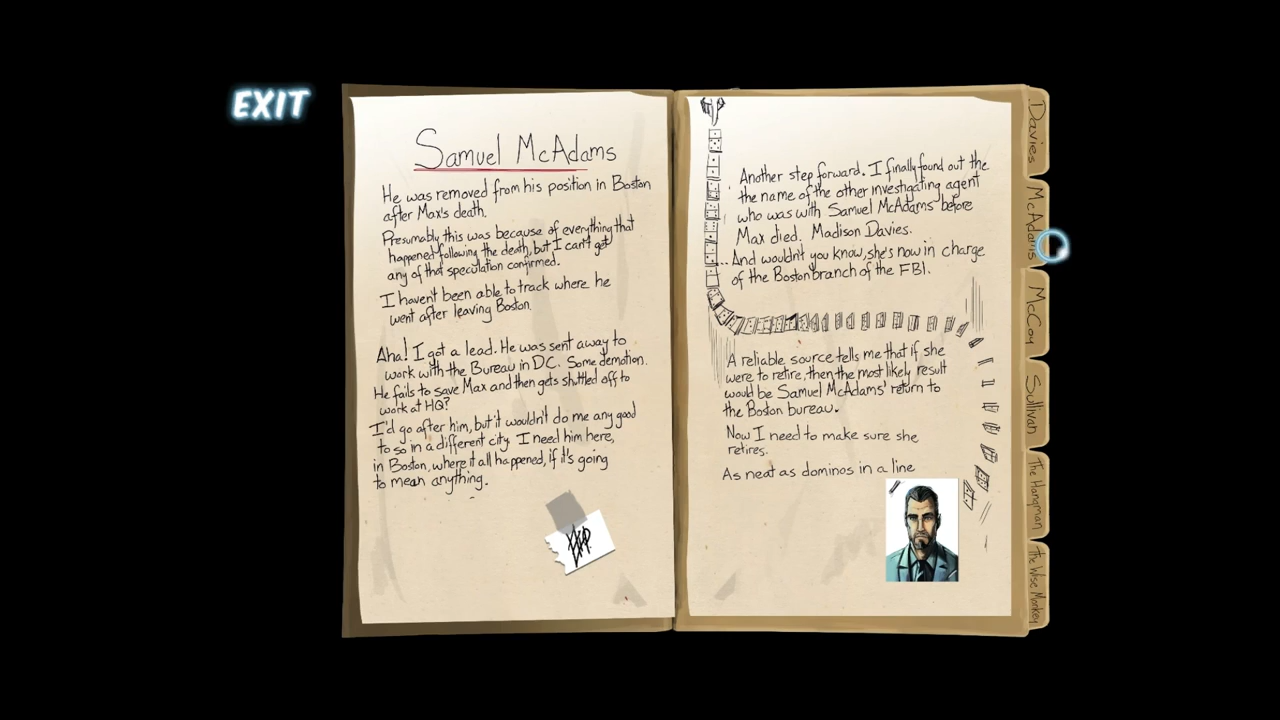 EXIT
Samuel McAdams
He was removed from his position in Boston
after Max's death.
Presumably this was because of everything that
happened following the death, but I can't get
any of that speculation confirmed.
I haven't been able to track where he
went after leaving Boston.
Aha! I got a lead. He was sent away to
work with the Bureau in DC. Some demotion.
He fails to save Max and then gets shuttled off to
work at HQ?
I'd go after him, but it wouldn't do me any good
to so in a different city. I need him here,
in Boston, where it all happened, if it's going
to mean anything.
Another step forward. I finally found out the
the name of the other investigating agent
who was with Samuel McAdams before
Max died. Madison Davies.
...And wouldn't you know, she's now in charge
of the Boston branch of the FBI.
A reliable source tells me that if she
were to retire, then the most likely result
would be Samuel McAdams' return to
the Boston bureau.
Now I need to make sure she
retires.
As neat as dominos in a line
Davies
McAdams
McCoy
Sullivan
The Hangman
The Wise Monkey